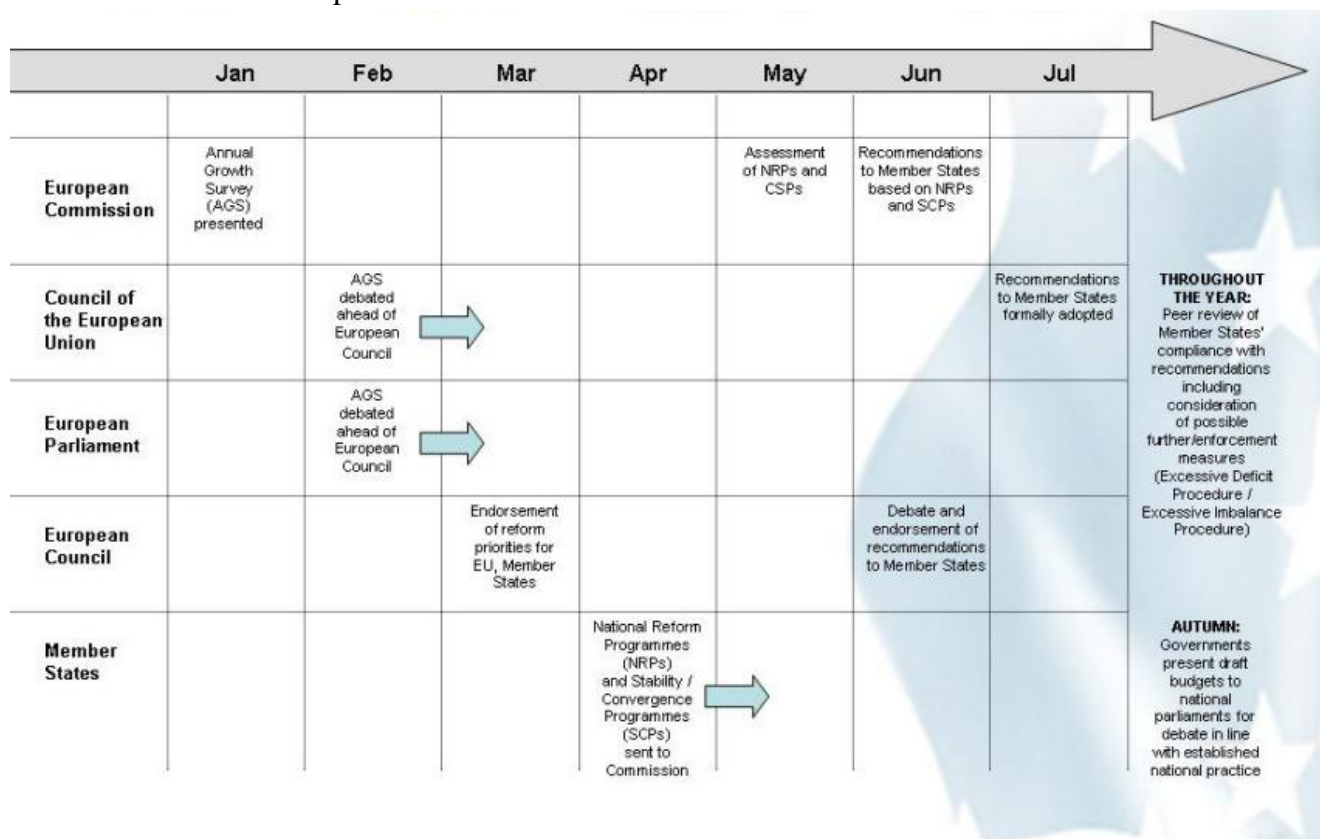 Jan Feb Mar Apr May Jun Jul
European
Commission
Annual
Growth
Survey
(AGS)
presented
Assessment
of NRPs and
CSPs
Recommendations
to Member States
based on NRPs
and SCPs
Council of
the European
Union
AGS
debated
ahead of
European
Council
Recommendations
to Member States
formally adopted
European
Parliament
AGS
debated
ahead of
European
Council
European
Council
Endorsement
of reform
priorities for
EU, Member
States
Debate and
endorsement of
recommendations
to Member States
Member
States
National Reform
Programmes
(NRPs)
and Stability /
Convergence
Programmes
(SCPs)
sent to
Commission
THROUGHOUT
THE YEAR:
Peer review of
Member States'
compliance with
recommendations
including
consideration
of possible
further/enforcement
measures
(Excessive Deficit
Procedure /
Excessive Imbalance
Procedure)
AUTUMN:
Governments
present draft
budgets to
national
parliaments for
debate in line
with established
national practice